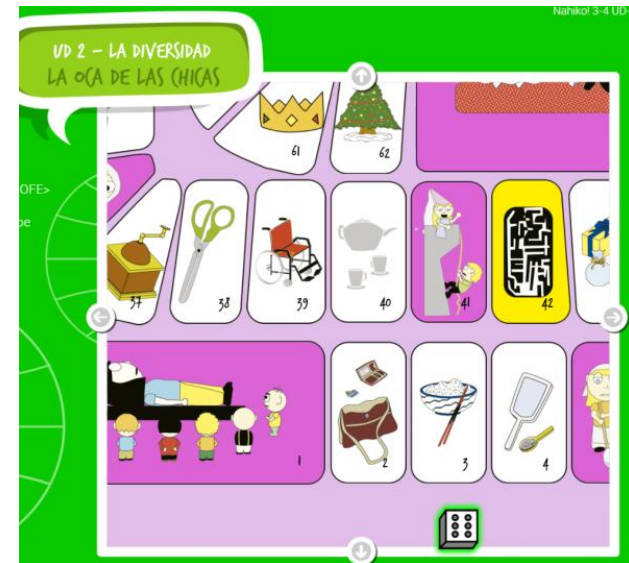 Nahiko! 3-4 UD-
UD 2 – LA DIVERSIDAD
LA OCA DE LAS CHICAS
OFE>
pe
61
62
37
38
39
40
41
42
1
2
3
4